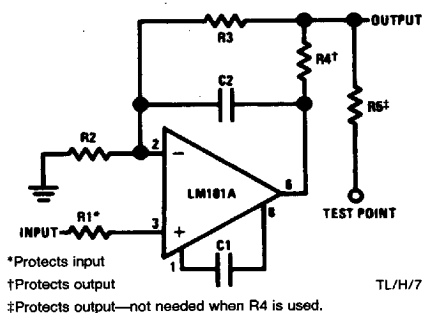 R3
OUTPUT
R4†
C2
R5‡
R2
2
−
LM101A
6
8
TEST POINT
R1*
INPUT
3
+
1
C1
*Protects input
†Protects output
TL/H/7
‡Protects output—not needed when R4 is used.